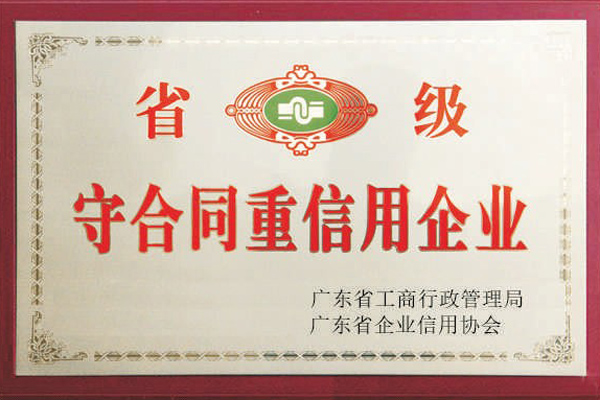 省 级
守合同重信用企业
广东省工商行政管理局
广东省企业信用协会